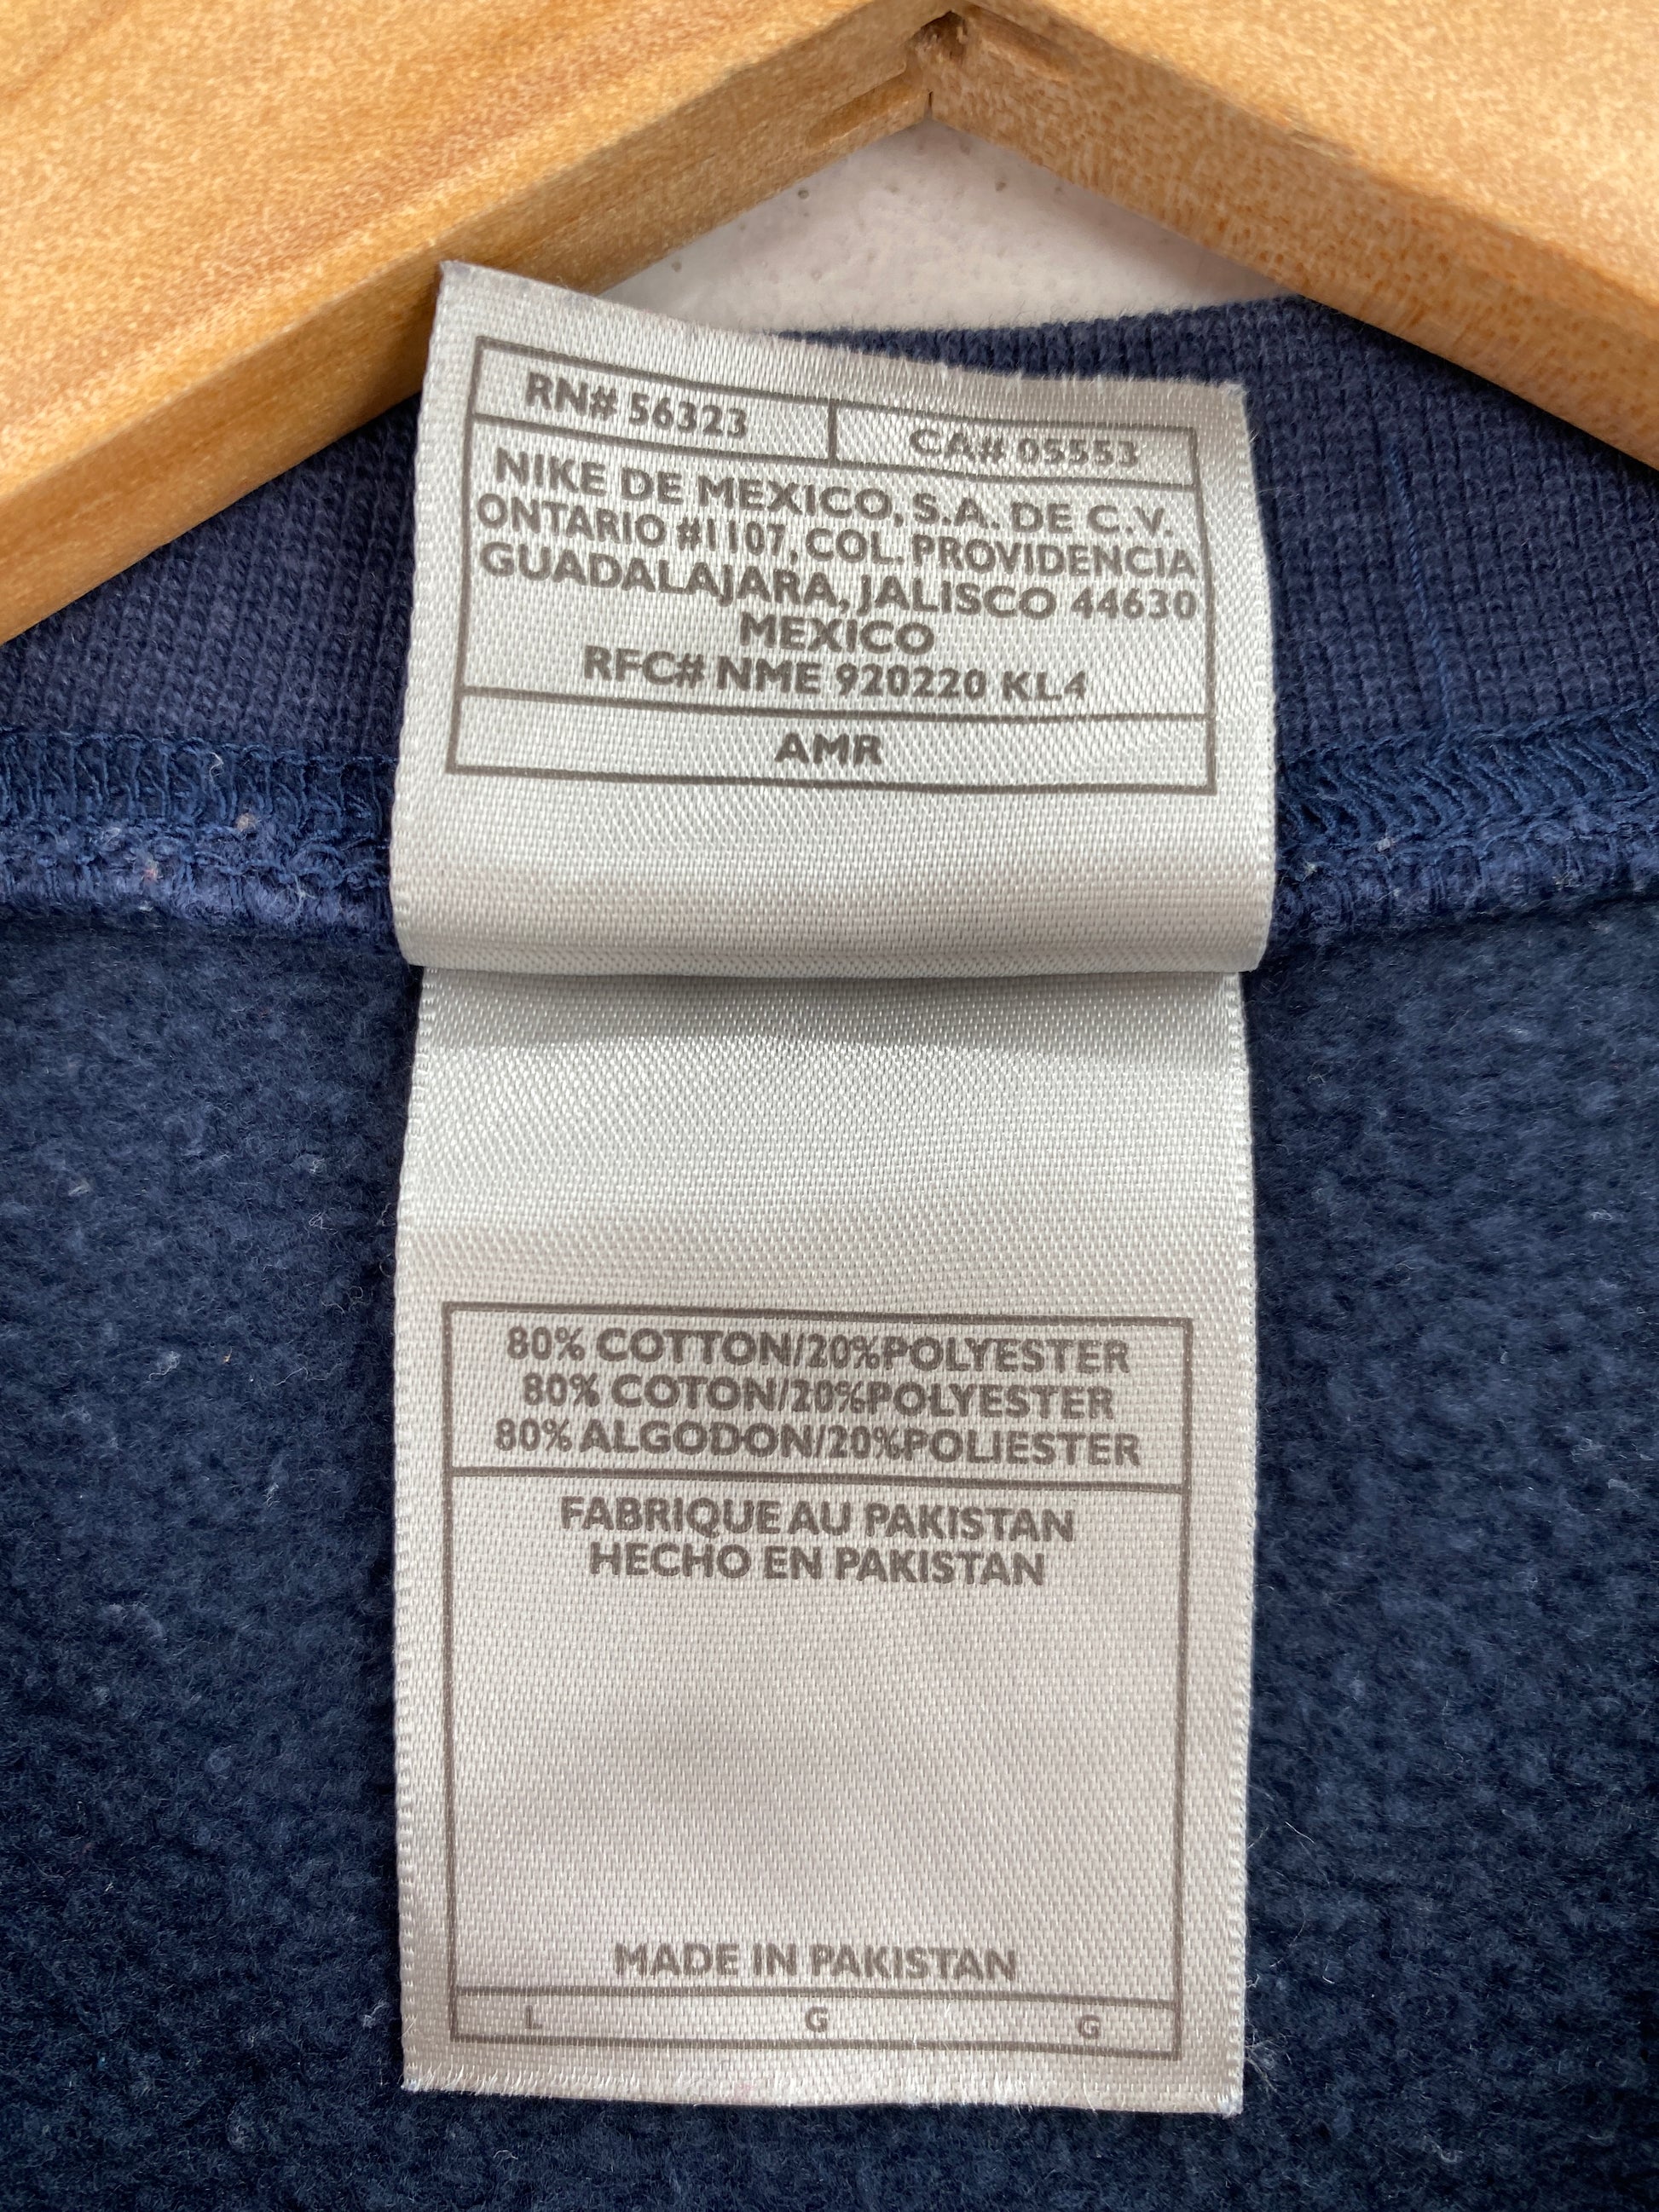 RN# 56323 CA# 05553
NIKE DE MEXICO, S.A. DE C.V.
ONTARIO #1107, COL. PROVIDENCIA
GUADALAJARA, JALISCO 44630
MEXICO
RFC# NME 920220 KL4
AMR
80% COTTON/20%POLYESTER
80% COTON/20%POLYESTER
80% ALGODON/20%POLIESTER
FABRIQUE AU PAKISTAN
HECHO EN PAKISTAN
MADE IN PAKISTAN
L G G